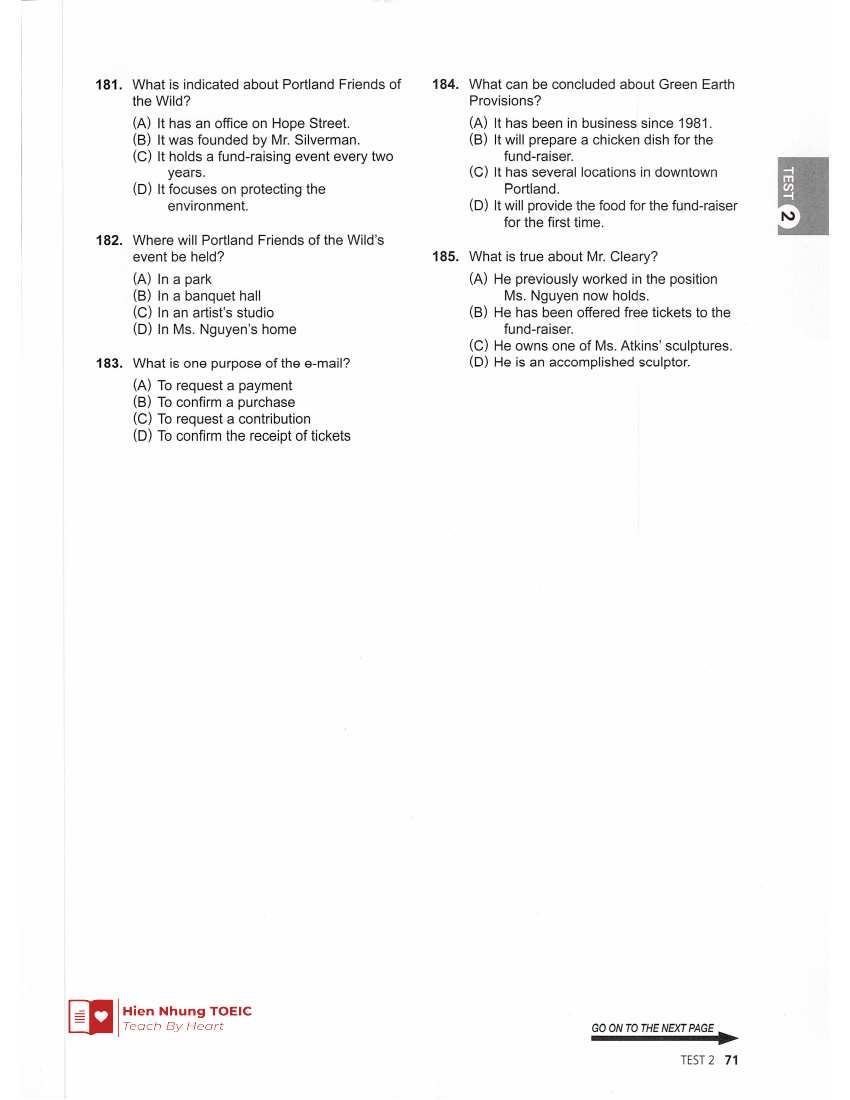 181. What is indicated about Portland Friends of
the Wild?
(A) It has an office on Hope Street.
(B) It was founded by Mr. Silverman.
(C) It holds a fund-raising event every two
years.
(D) It focuses on protecting the
environment.
182. Where will Portland Friends of the Wild's
event be held?
(A) In a park
(B) In a banquet hall
(C) In an artist's studio
(D) In Ms. Nguyen's home
183. What is one purpose of the e-mail?
(A) To request a payment
(B) To confirm a purchase
(C) To request a contribution
(D) To confirm the receipt of tickets
184. What can be concluded about Green Earth
Provisions?
(A) It has been in business since 1981.
(B) It will prepare a chicken dish for the
fund-raiser.
(C) It has several locations in downtown
Portland.
(D) It will provide the food for the fund-raiser
for the first time.
185. What is true about Mr. Cleary?
(A) He previously worked in the position
Ms. Nguyen now holds.
(B) He has been offered free tickets to the
fund-raiser.
(C) He owns one of Ms. Atkins' sculptures.
(D) He is an accomplished sculptor.
TEST 2
Hien Nhung TOEIC
Teach By Heart
GO ON TO THE NEXT PAGE
TEST 2 71